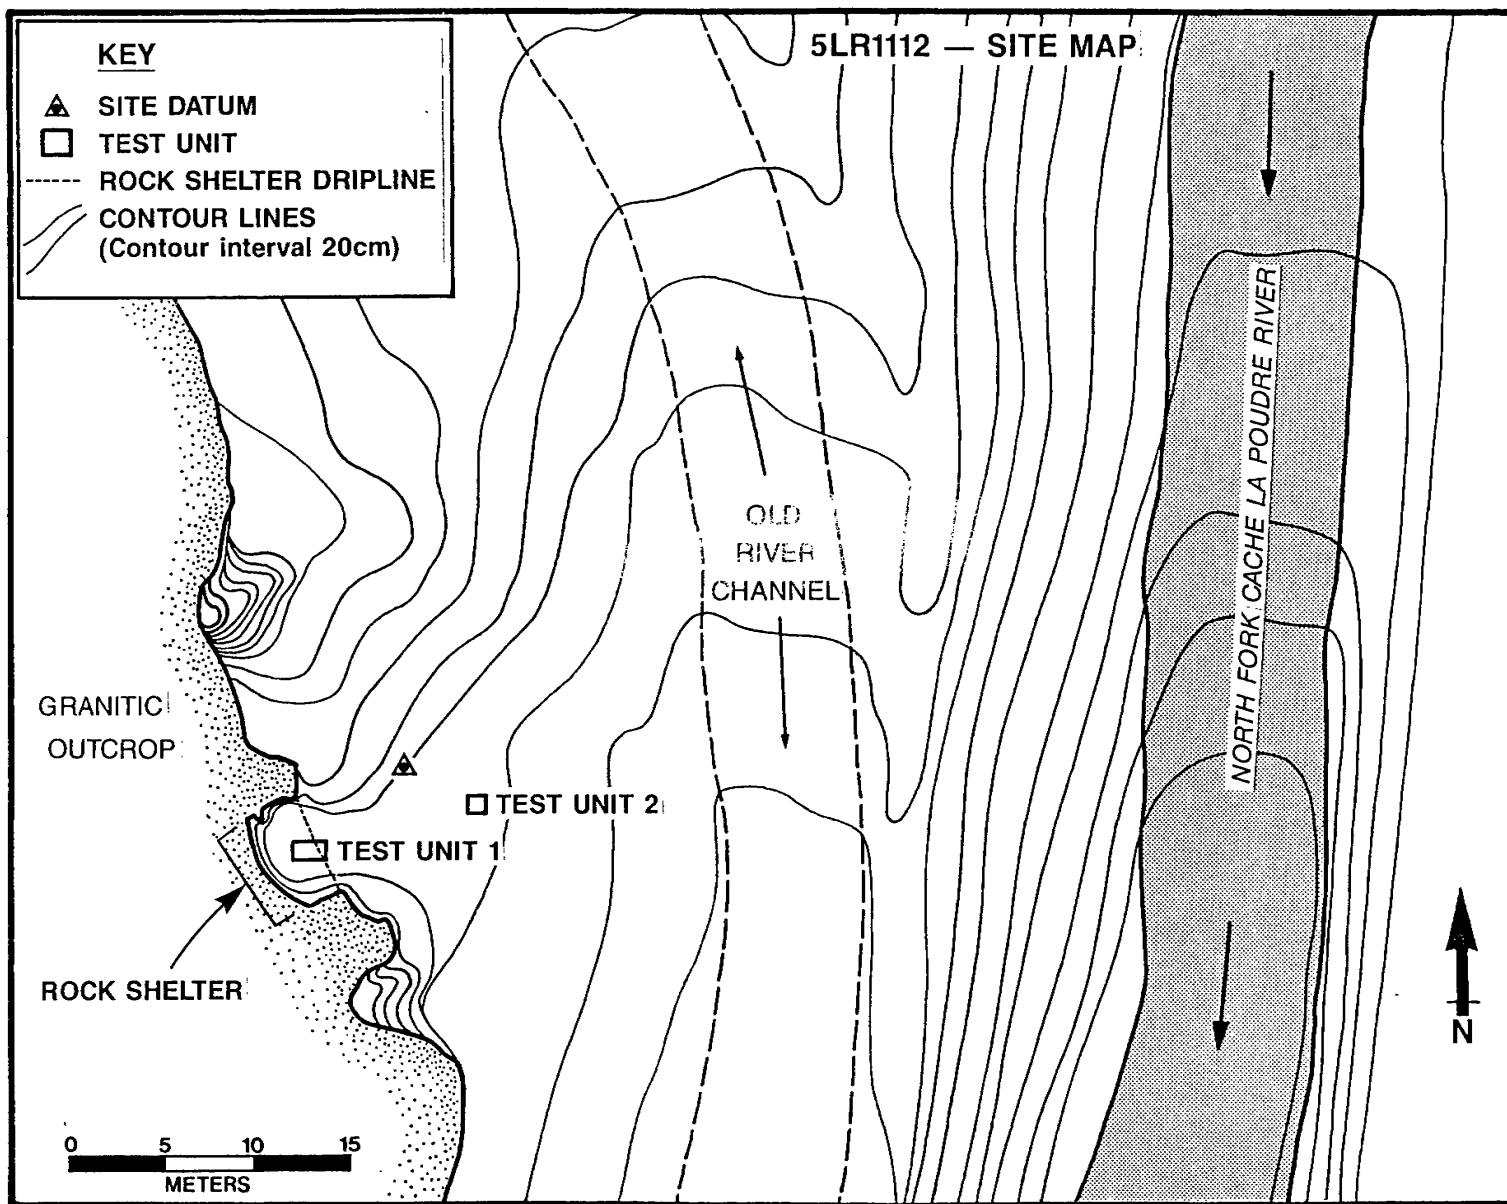 5LR1112 — SITE MAP
KEY
SITE DATUM
TEST UNIT
ROCK SHELTER DRIPLINE
CONTOUR LINES
(Contour interval 20cm)
NORTH FORK CACHE LA POUDRE RIVER
OLD
RIVER
CHANNEL
GRANITIC
OUTCROP
TEST UNIT 2
TEST UNIT 1
ROCK SHELTER
N
0 5 10 15
METERS